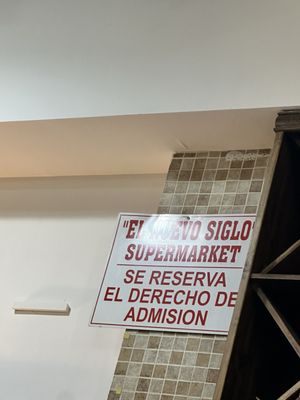 "EL NUEVO SIGLO"
SUPERMARKET
SE RESERVA
EL DERECHO DE
ADMISION